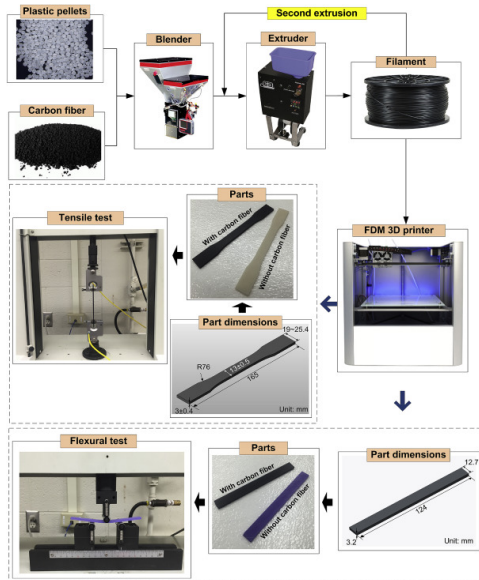 Plastic pellets
Second extrusion
Blender
Extruder
Filament
Carbon fiber
Parts
Tensile test
With carbon fiber
Without carbon fiber
FDM 3D printer
Part dimensions
19~25.4
R76
13±0.5
165
3±0.4
Unit: mm
Flexural test
Parts
Part dimensions
With carbon fiber
Without carbon fiber
12.7
124
3.2
Unit: mm